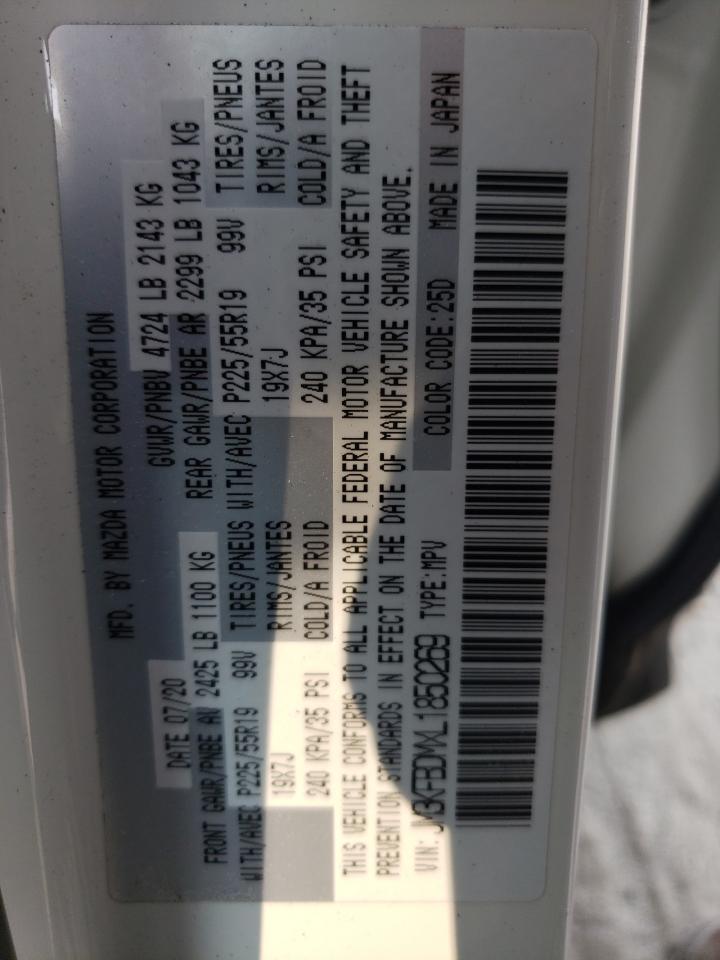 MFD. BY MAZDA MOTOR CORPORATION
DATE 07/20 GVWR/PNBV 4724 LB 2143 KG
FRONT GAWR/PNBE AV 2425 LB 1100 KG REAR GAWR/PNBE AR 2299 LB 1043 KG
WITH/AVEC P225/55R19 99V TIRES/PNEUS WITH/AVEC P225/55R19 99V TIRES/PNEUS
19X7J RIMS/JANTES 19X7J RIMS/JANTES
240 KPA/35 PSI COLD/A FROID 240 KPA/35 PSI COLD/A FROID
THIS VEHICLE CONFORMS TO ALL APPLICABLE FEDERAL MOTOR VEHICLE SAFETY AND THEFT
PREVENTION STANDARDS IN EFFECT ON THE DATE OF MANUFACTURE SHOWN ABOVE.
VIN: JM3KFBDMXL1850269 TYPE:MPV COLOR CODE:25D MADE IN JAPAN